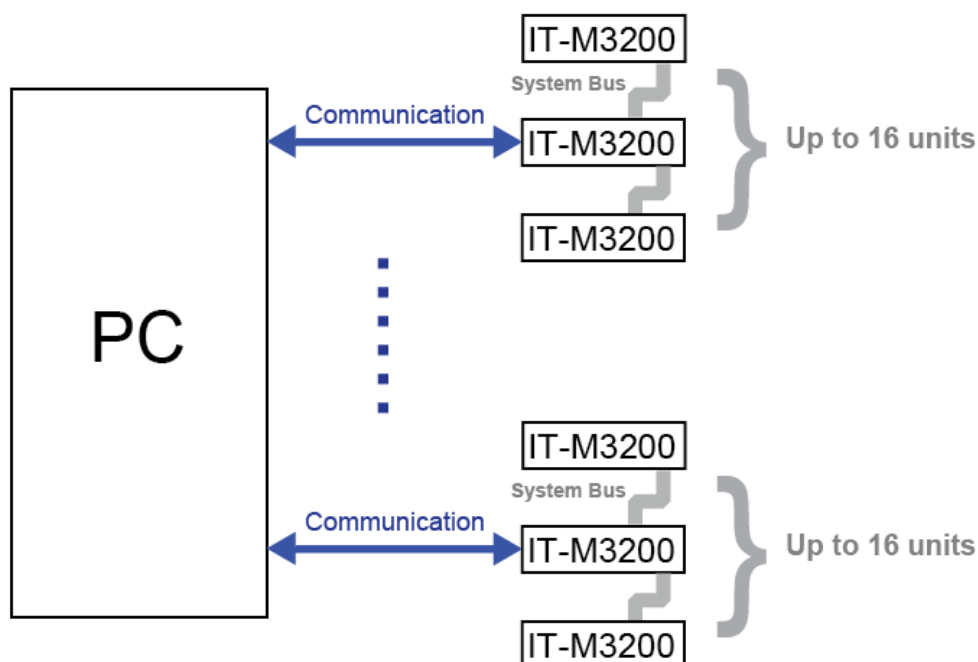 IT-M3200
System Bus
Communication
IT-M3200
Up to 16 units
IT-M3200
PC
IT-M3200
System Bus
Communication
IT-M3200
Up to 16 units
IT-M3200